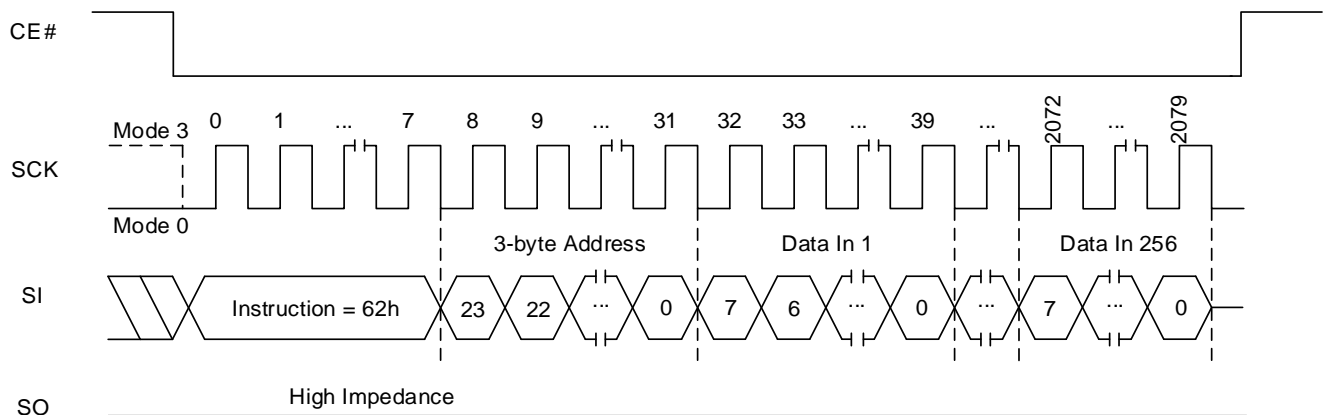 CE#
Mode 3 0 1 ... 7 8 9 ... 31 32 33 ... 39 ... 2072 ... 2079
SCK
Mode 0
3-byte Address Data In 1 Data In 256
SI Instruction = 62h 23 22 ... 0 7 6 ... 0 ... 7 ... 0
High Impedance
SO